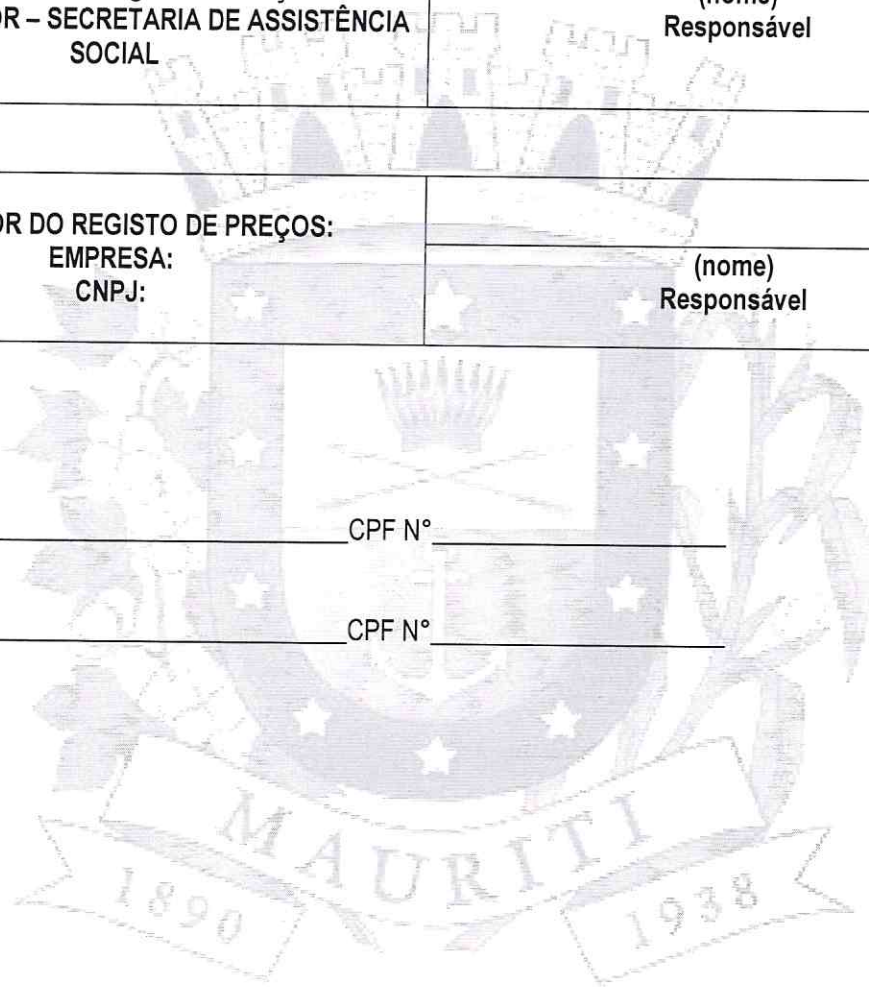 OR – SECRETARIA DE ASSISTÊNCIA
SOCIAL
(nome)
Responsável
OR DO REGISTO DE PREÇOS:
EMPRESA:
CNPJ:
(nome)
Responsável
CPF N°
CPF N°
MAURITI
1890
1938